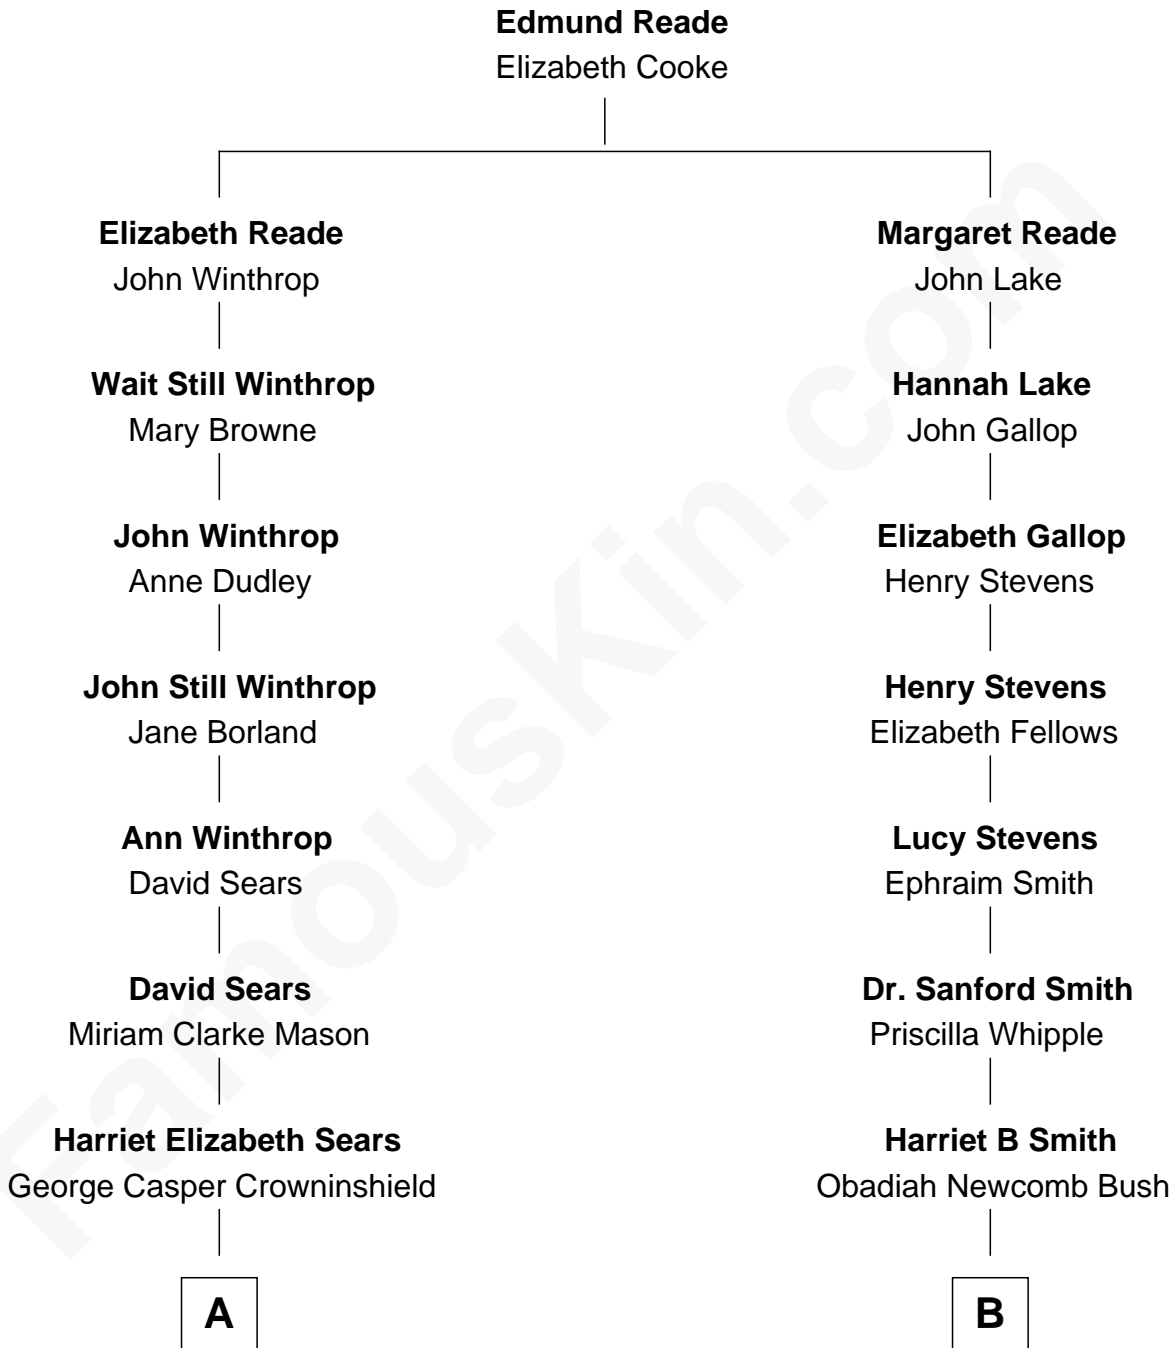 Edmund Reade
Elizabeth Cooke
Elizabeth Reade
John Winthrop
Margaret Reade
John Lake
Wait Still Winthrop
Mary Browne
Hannah Lake
John Gallop
John Winthrop
Anne Dudley
Elizabeth Gallop
Henry Stevens
John Still Winthrop
Jane Borland
Henry Stevens
Elizabeth Fellows
Ann Winthrop
David Sears
Lucy Stevens
Ephraim Smith
David Sears
Miriam Clarke Mason
Dr. Sanford Smith
Priscilla Whipple
Harriet Elizabeth Sears
George Casper Crowninshield
Harriet B Smith
Obadiah Newcomb Bush
A
B
FamousKin.com